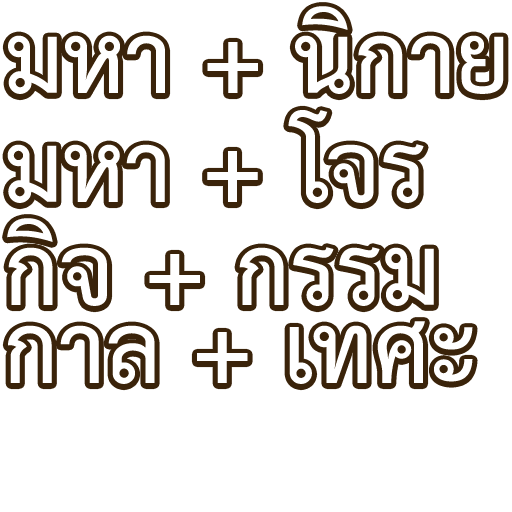 มหา + นิกาย
มหา + โจร
กิจ + กรรม
กาล + เทศะ